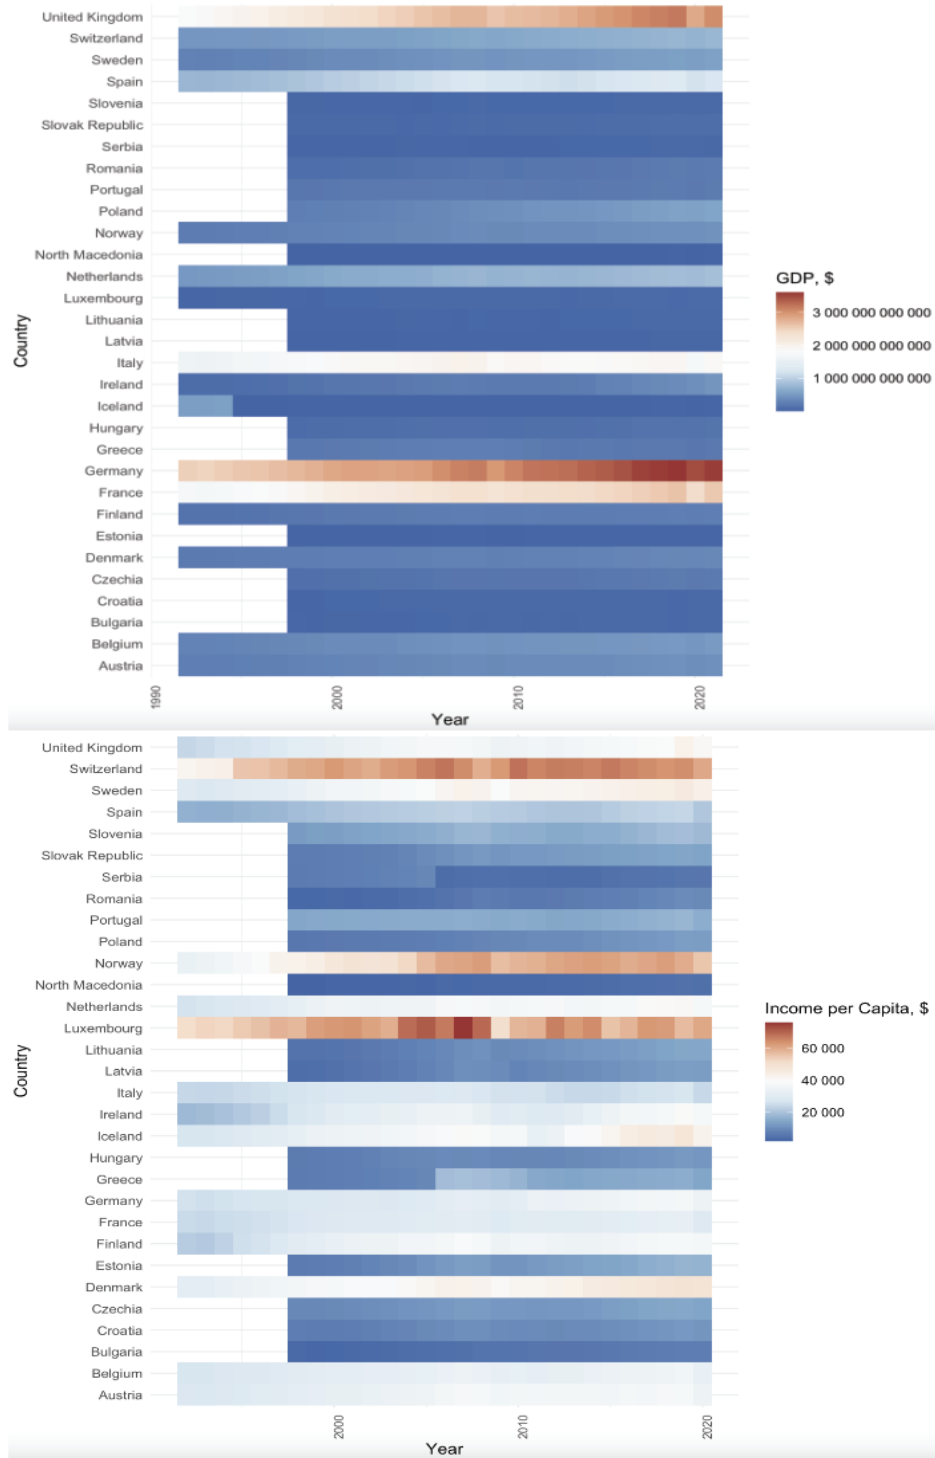 United Kingdom
Switzerland
Sweden
Spain
Slovenia
Slovak Republic
Serbia
Romania
Portugal
Poland
Norway
North Macedonia
Netherlands
Luxembourg
Lithuania
Latvia
Italy
Ireland
Iceland
Hungary
Greece
Germany
France
Finland
Estonia
Denmark
Czechia
Croatia
Bulgaria
Belgium
Austria
Country
1990
2000
2010
2020
Year
GDP, $
3 000 000 000 000
2 000 000 000 000
1 000 000 000 000
United Kingdom
Switzerland
Sweden
Spain
Slovenia
Slovak Republic
Serbia
Romania
Portugal
Poland
Norway
North Macedonia
Netherlands
Luxembourg
Lithuania
Latvia
Italy
Ireland
Iceland
Hungary
Greece
Germany
France
Finland
Estonia
Denmark
Czechia
Croatia
Bulgaria
Belgium
Austria
Country
2000
2010
2020
Year
Income per Capita, $
60 000
40 000
20 000